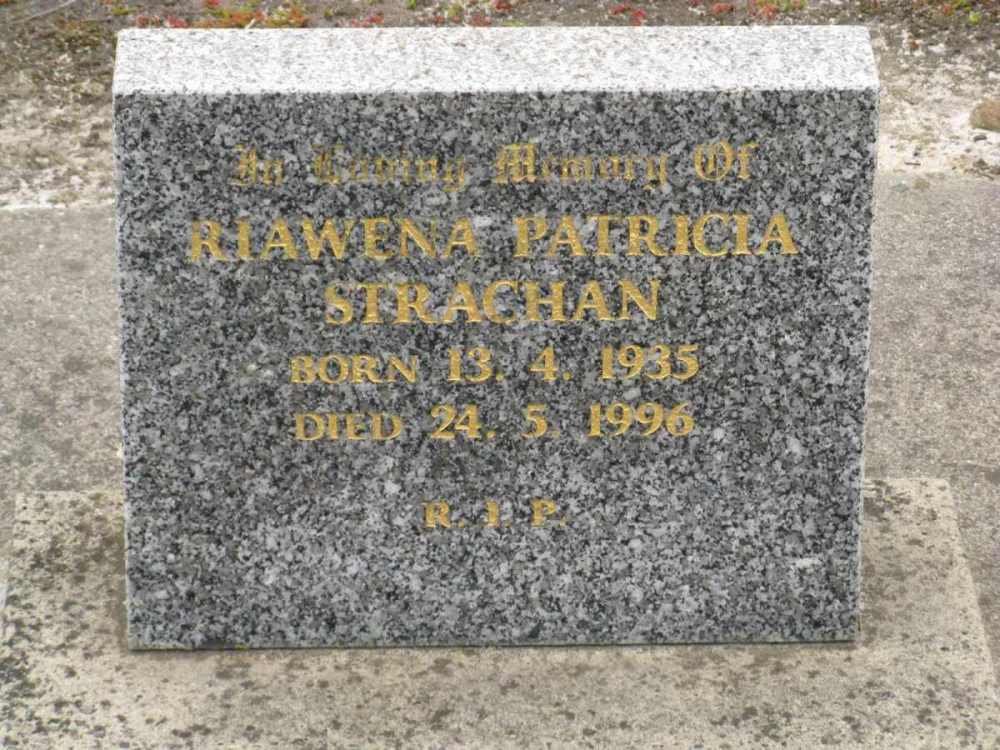 In Loving Memory Of
RIAWENA PATRICIA
STRACHAN
BORN 13. 4. 1935
DIED 24. 5. 1996
R. I. P.